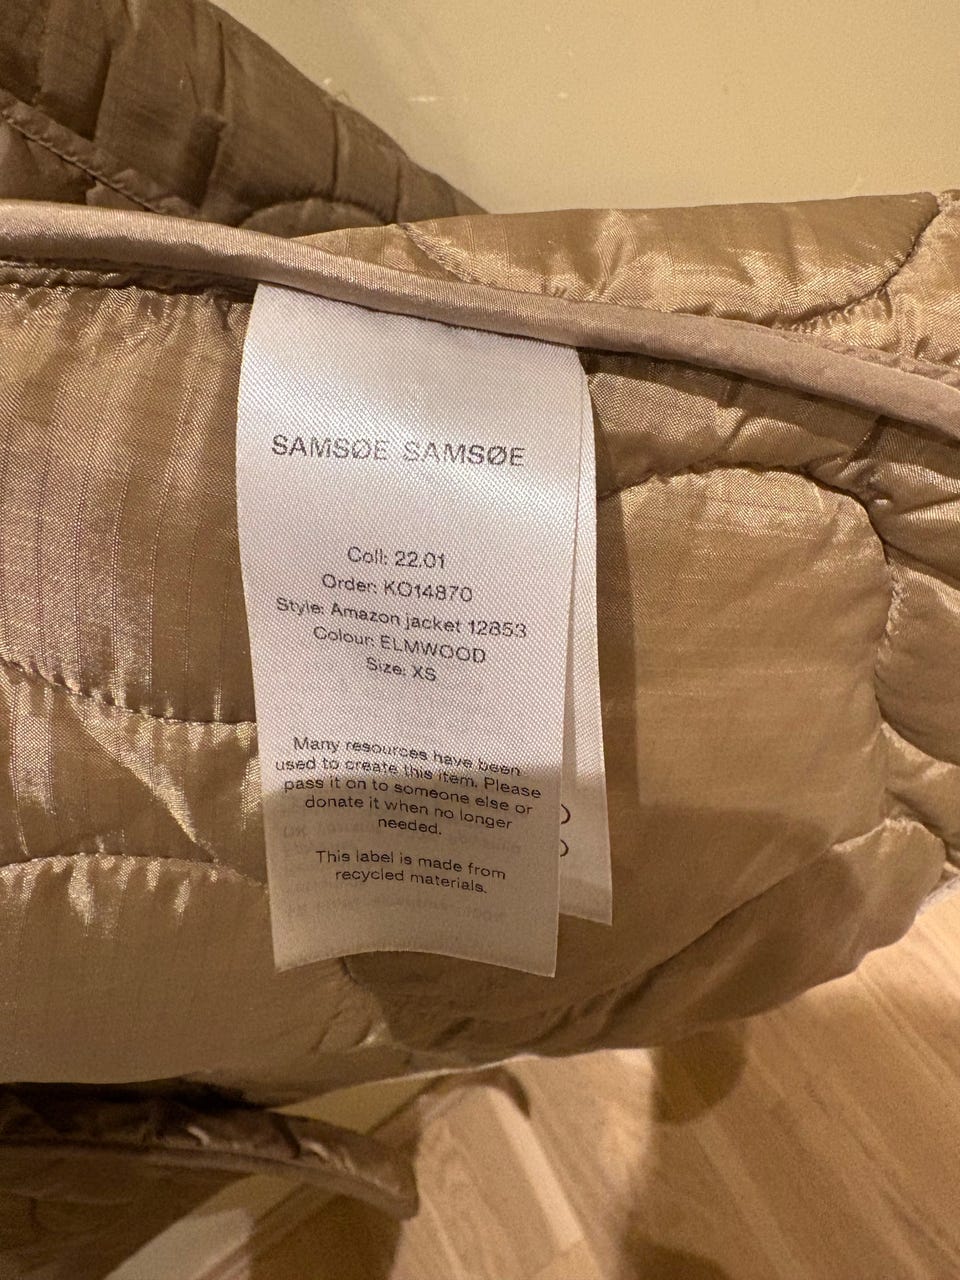 SAMSØE SAMSØE
Coll: 22.01
Order: KO14870
Style: Amazon jacket 12853
Colour: ELMWOOD
Size: XS
Many resources have been
used to create this item. Please
pass it on to someone else or
donate it when no longer
needed.
This label is made from
recycled materials.